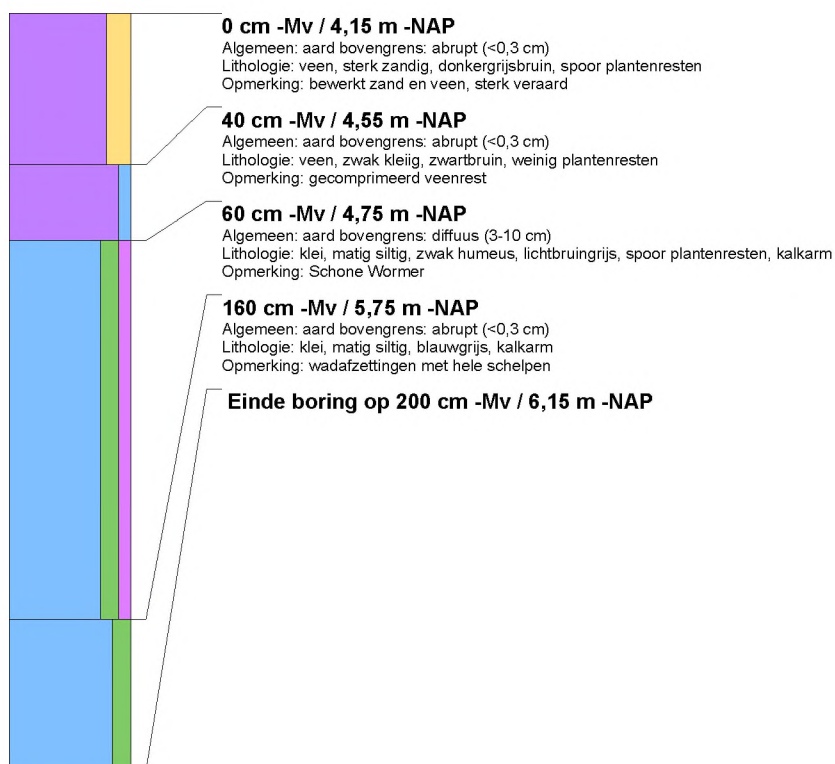 0 cm -Mv / 4,15 m -NAP
Algemeen: aard bovengrens: abrupt (<0,3 cm)
Lithologie: veen, sterk zandig, donkergrijsbruin, spoor plantenresten
Opmerking: bewerkt zand en veen, sterk veraard
40 cm -Mv / 4,55 m -NAP
Algemeen: aard bovengrens: abrupt (<0,3 cm)
Lithologie: veen, zwak kleiig, zwartbruin, weinig plantenresten
Opmerking: gecomprimeerd veenrest
60 cm -Mv / 4,75 m -NAP
Algemeen: aard bovengrens: diffuus (3-10 cm)
Lithologie: klei, matig siltig, zwak humeus, lichtbruingrijs, spoor plantenresten, kalkarm
Opmerking: Schone Wormer
160 cm -Mv / 5,75 m -NAP
Algemeen: aard bovengrens: abrupt (<0,3 cm)
Lithologie: klei, matig siltig, blauwgrijs, kalkarm
Opmerking: wadafzettingen met hele schelpen
Einde boring op 200 cm -Mv / 6,15 m -NAP